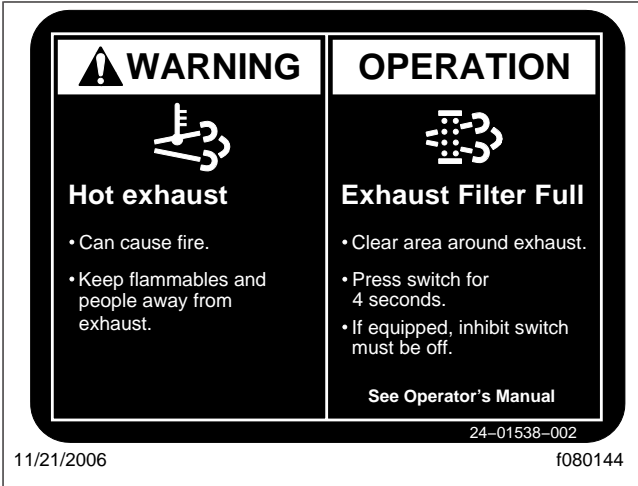 WARNING
Hot exhaust
• Can cause fire.
• Keep flammables and
people away from
exhaust.
OPERATION
Exhaust Filter Full
• Clear area around exhaust.
• Press switch for
4 seconds.
• If equipped, inhibit switch
must be off.
See Operator's Manual
24–01538–002
11/21/2006
f080144